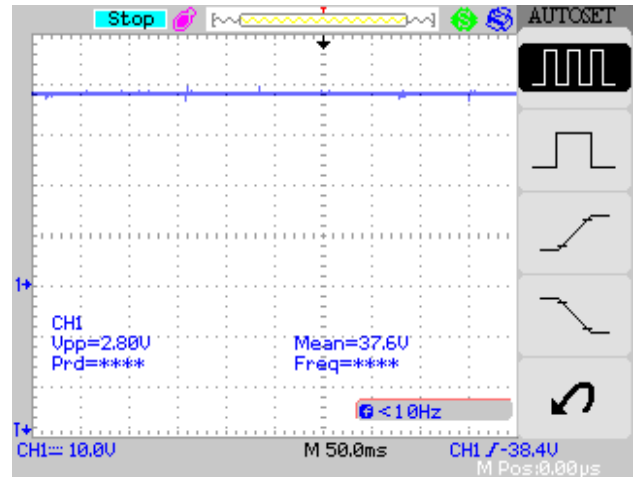 Stop
AUTOSET
1
CH1
Vpp=2.80V Mean=37.6V
Prd=**** Freq=****
F<10Hz
T
CH1 10.0V M 50.0ms CH1 -38.4V
M Pos:0.00µs